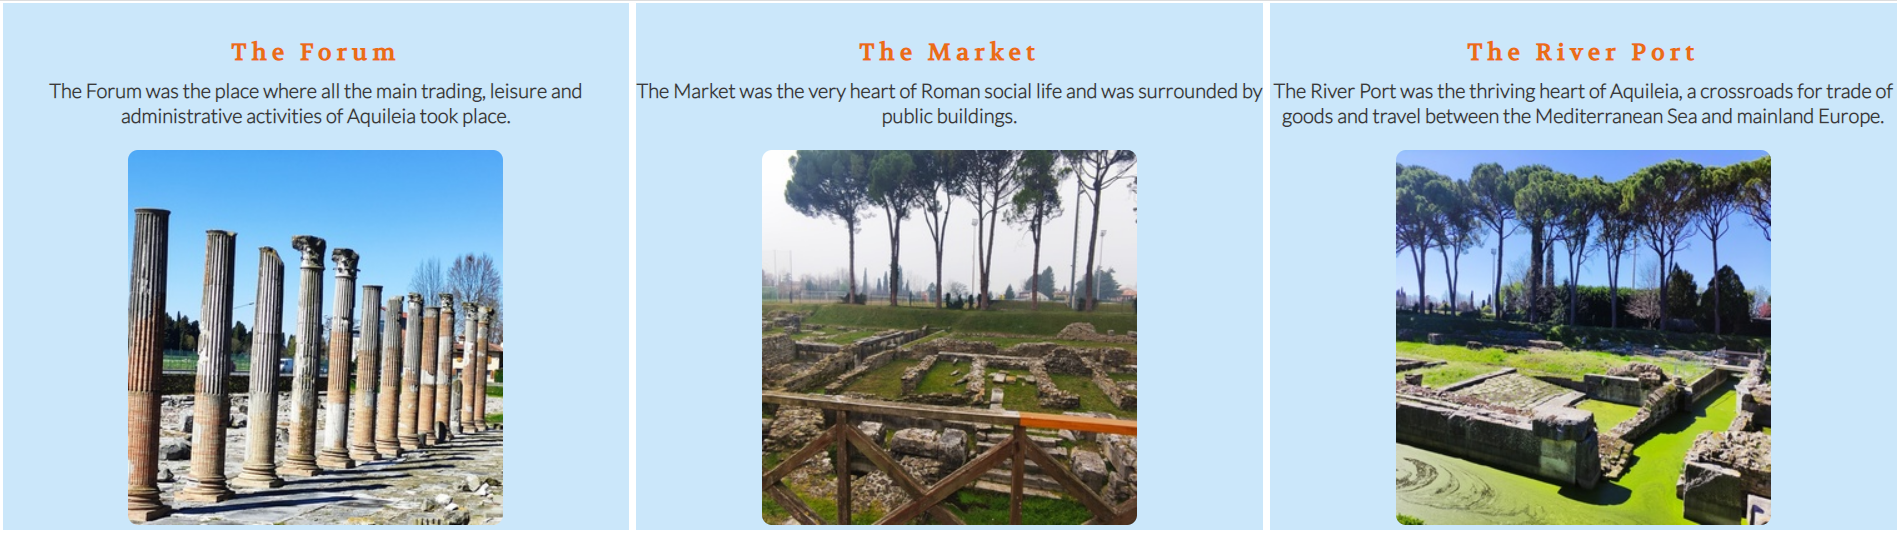 The Forum
The Forum was the place where all the main trading, leisure and
administrative activities of Aquileia took place.
The Market
The Market was the very heart of Roman social life and was surrounded by
public buildings.
The River Port
The River Port was the thriving heart of Aquileia, a crossroads for trade of
goods and travel between the Mediterranean Sea and mainland Europe.